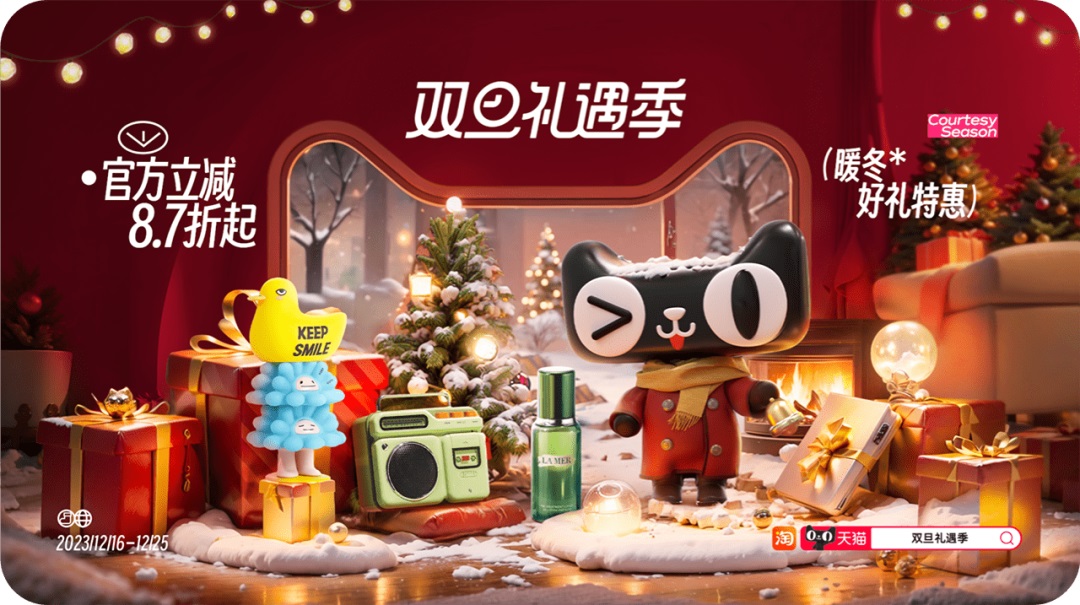 双旦礼遇季
Courtesy
Season
•官方立减
8.7折起
(暖冬*
好礼特惠)
KEEP
SMILE
LA MER
2023/12/16-12/25
淘 天猫 双旦礼遇季